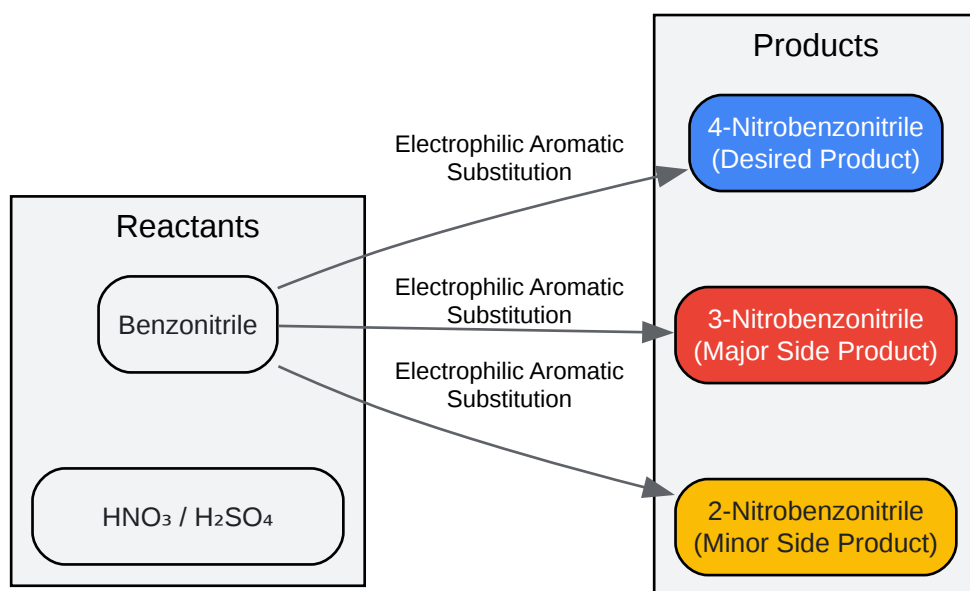 Products
4-Nitrobenzonitrile
(Desired Product)
Electrophilic Aromatic
Substitution
Reactants
Benzonitrile
Electrophilic Aromatic
Substitution
3-Nitrobenzonitrile
(Major Side Product)
Electrophilic Aromatic
Substitution
HNO₃ / H₂SO₄
2-Nitrobenzonitrile
(Minor Side Product)